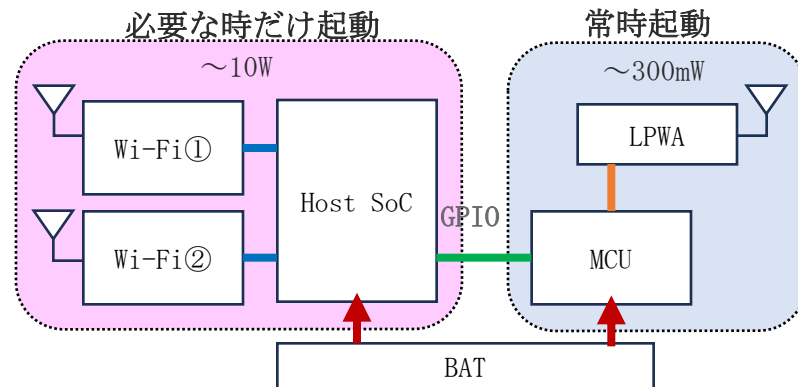 必要な時だけ起動
常時起動
～10W
～300mW
Wi-Fi①
Wi-Fi②
Host SoC
GPIO
LPWA
MCU
BAT